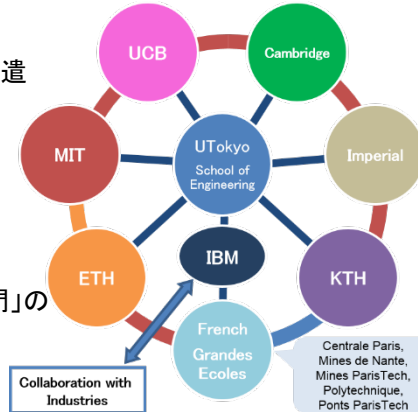 UCB
Cambridge
遣
MIT
UTokyo
School of
Engineering
Imperial
ETH
IBM
KTH
門」の
French
Grandes
Ecoles
Centrale Paris,
Mines de Nante,
Mines ParisTech,
Polytechnique,
Ponts ParisTech
Collaboration with
Industries